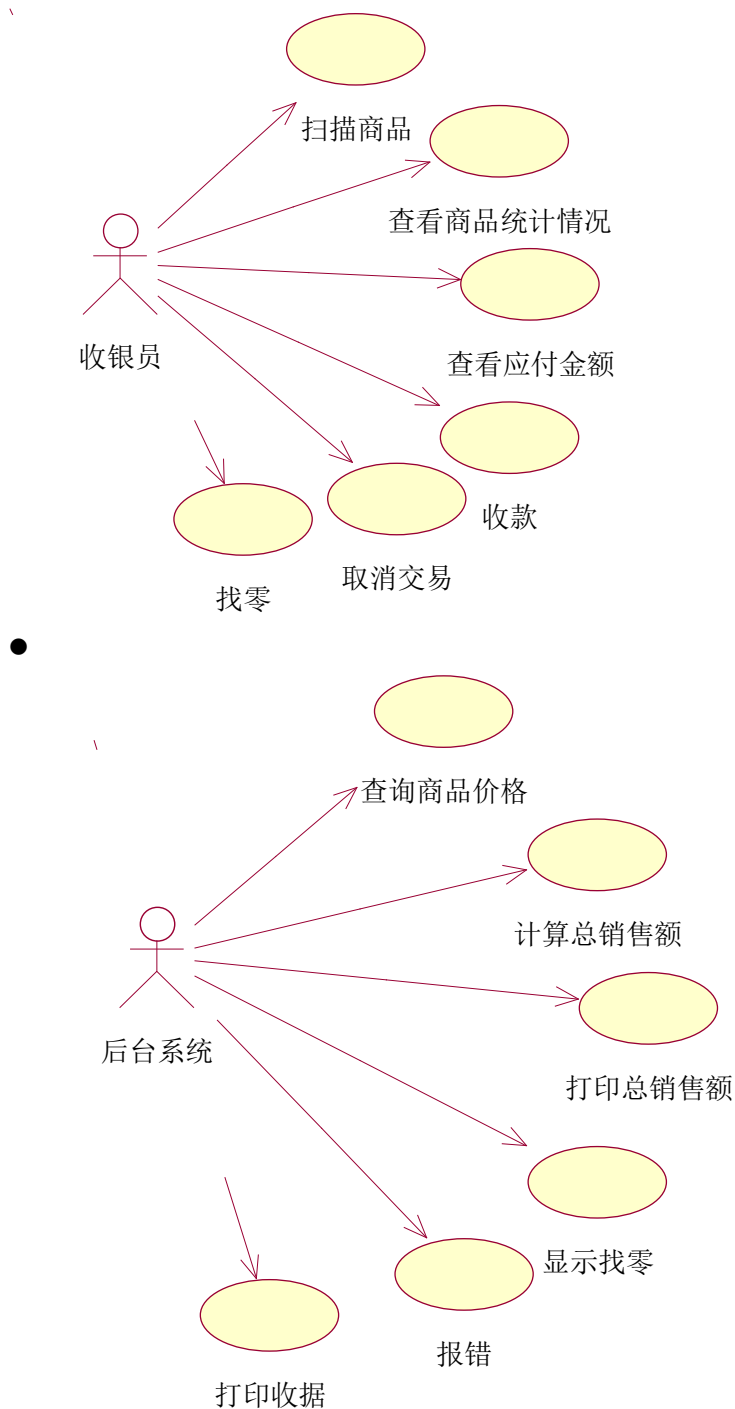 扫描商品
查看商品统计情况
收银员
查看应付金额
收款
取消交易
找零
查询商品价格
计算总销售额
后台系统
打印总销售额
显示找零
报错
打印收据